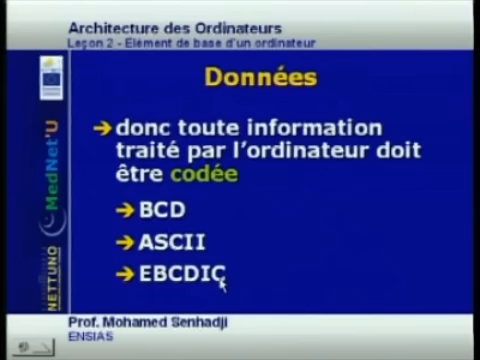 Architecture des Ordinateurs
Leçon 2 - Elément de base d'un ordinateur
Données
donc toute information
traité par l'ordinateur doit
être codée
BCD
ASCII
EBCDIC
MedNet'U
NETTUNO
Prof. Mohamed Senhadji
ENSIAS